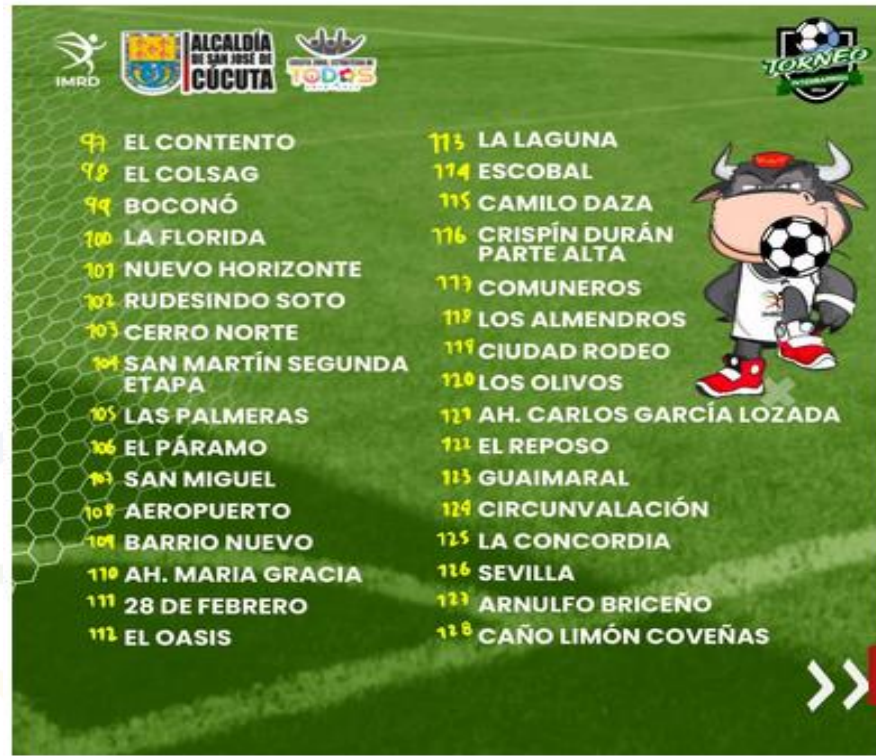 IMRD
ALCALDÍA
DE SAN JOSÉ DE
CÚCUTA
TODOS
TORNEO
INTERBARRIOS
97 EL CONTENTO
98 EL COLSAG
99 BOCONÓ
100 LA FLORIDA
101 NUEVO HORIZONTE
102 RUDESINDO SOTO
103 CERRO NORTE
104 SAN MARTÍN SEGUNDA
ETAPA
105 LAS PALMERAS
106 EL PÁRAMO
107 SAN MIGUEL
108 AEROPUERTO
109 BARRIO NUEVO
110 AH. MARIA GRACIA
111 28 DE FEBRERO
112 EL OASIS
113 LA LAGUNA
114 ESCOBAL
115 CAMILO DAZA
116 CRISPÍN DURÁN
PARTE ALTA
117 COMUNEROS
118 LOS ALMENDROS
119 CIUDAD RODEO
120 LOS OLIVOS
121 AH. CARLOS GARCÍA LOZADA
122 EL REPOSO
123 GUAIMARAL
124 CIRCUNVALACIÓN
125 LA CONCORDIA
126 SEVILLA
127 ARNULFO BRICEÑO
128 CAÑO LIMÓN COVEÑAS